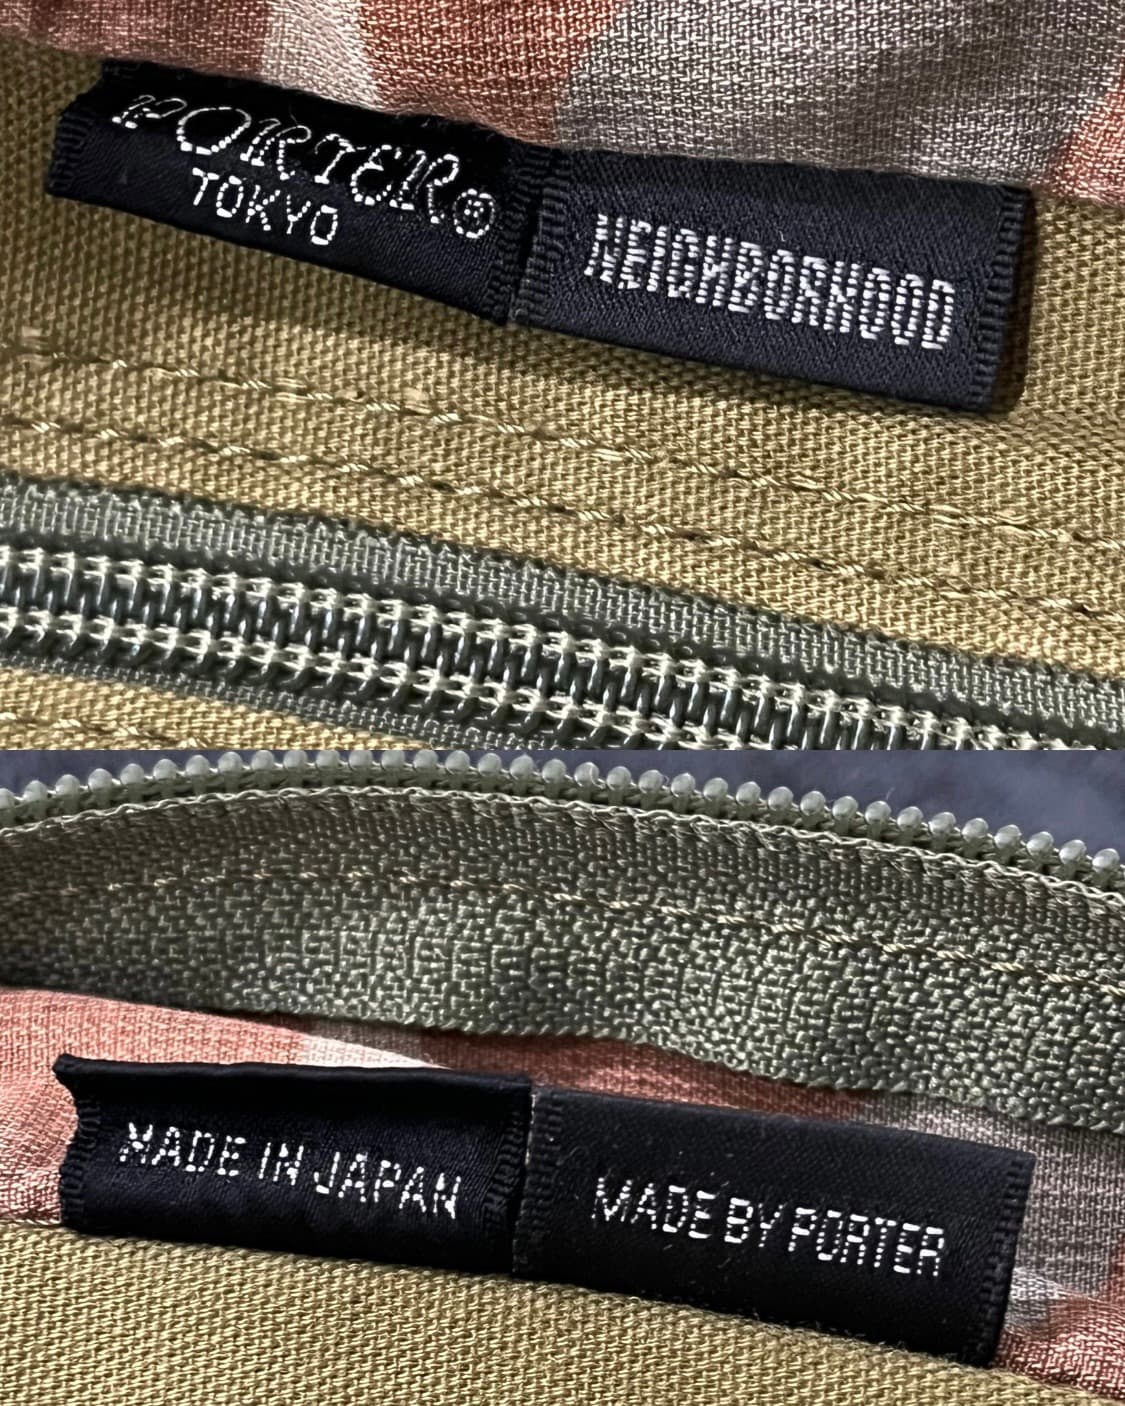 PORTER®
TOKYO
NEIGHBORHOOD
MADE IN JAPAN
MADE BY PORTER